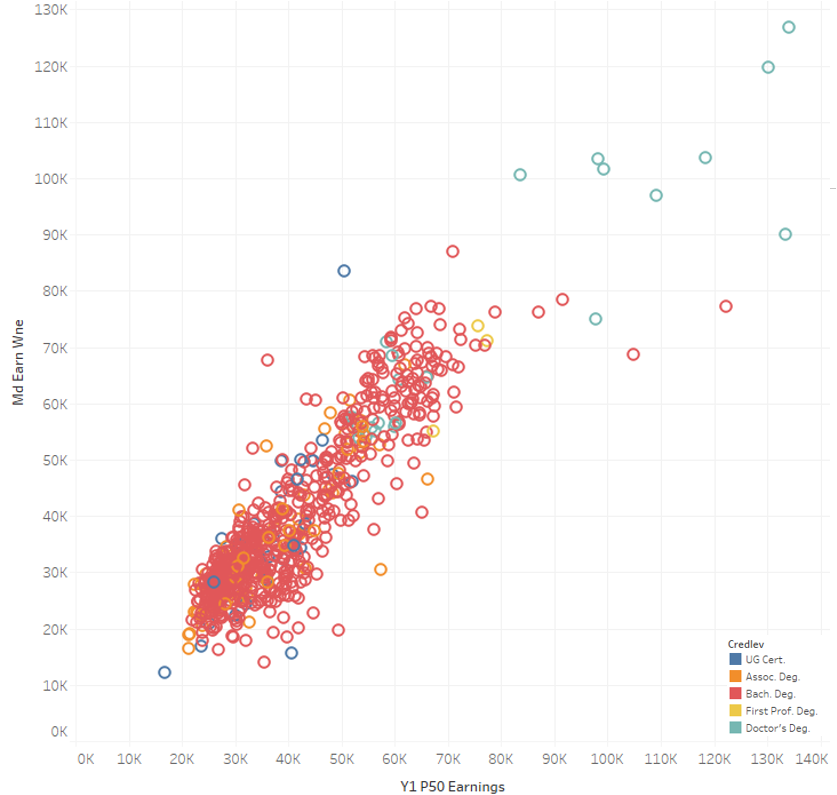 130K
120K
110K
100K
90K
80K
70K
60K
50K
40K
30K
20K
10K
0K
Md Earn Wne
Credlev
UG Cert.
Assoc. Deg.
Bach. Deg.
First Prof. Deg.
Doctor's Deg.
0K 10K 20K 30K 40K 50K 60K 70K 80K 90K 100K 110K 120K 130K 140K
Y1 P50 Earnings